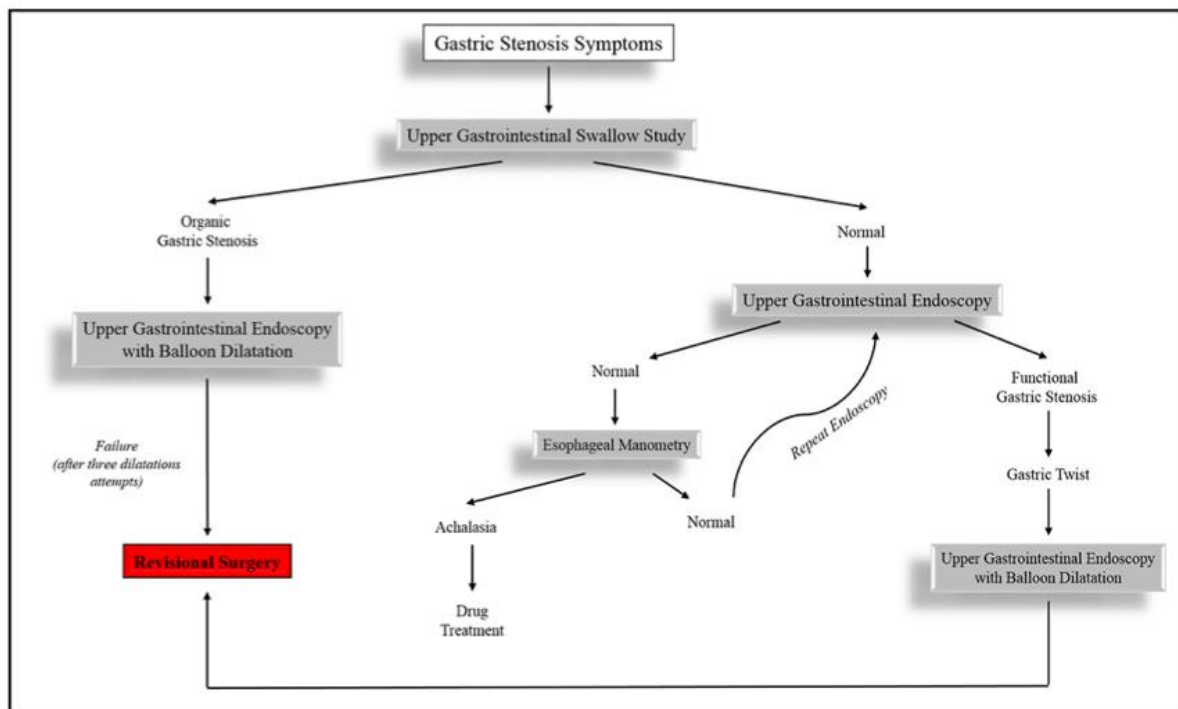 Gastric Stenosis Symptoms
Upper Gastrointestinal Swallow Study
Organic
Gastric Stenosis
Normal
Upper Gastrointestinal Endoscopy
with Balloon Dilatation
Upper Gastrointestinal Endoscopy
Failure
(after three dilatations
attempts)
Normal
Functional
Gastric Stenosis
Repeat Endoscopy
Esophageal Manometry
Gastric Twist
Achalasia
Normal
Revisional Surgery
Upper Gastrointestinal Endoscopy
with Balloon Dilatation
Drug
Treatment